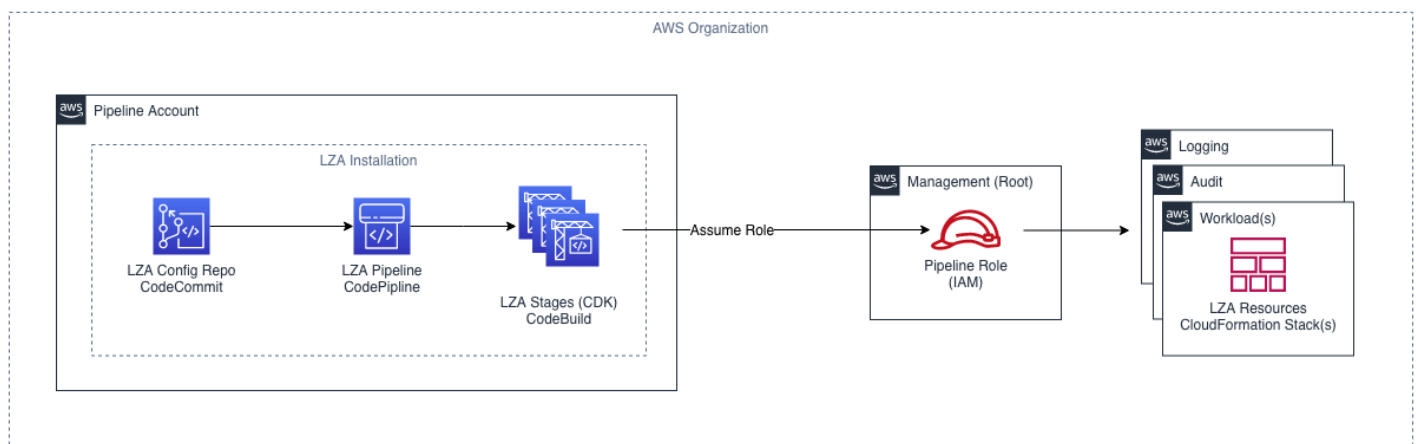 AWS Organization
aws
Pipeline Account
LZA Installation
LZA Config Repo
CodeCommit
LZA Pipeline
CodePipline
LZA Stages (CDK)
CodeBuild
Assume Role
aws
Management (Root)
Pipeline Role
(IAM)
aws
Logging
aws
Audit
aws
Workload(s)
LZA Resources
CloudFormation Stack(s)